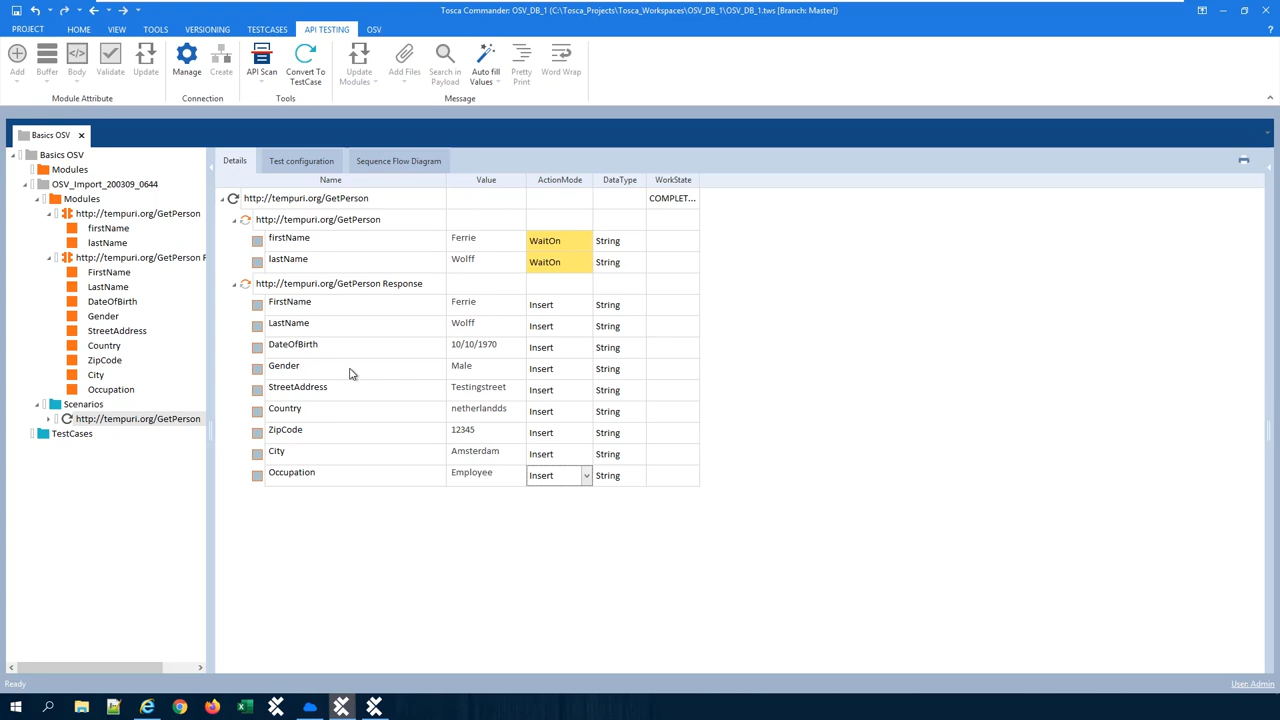 Tosca Commander: OSV_DB_1 (C:\Tosca_Projects\Tosca_Workspaces\OSV_DB_1\OSV_DB_1.tws [Branch: Master])
PROJECT HOME VIEW TOOLS VERSIONING TESTCASES API TESTING OSV
Add Buffer Body Validate Update Manage Create API Scan Convert To TestCase Update Modules Add Files Search in Payload Auto fill Values Pretty Print Word Wrap
Module Attribute Connection Tools Message
Basics OSV
Basics OSV
Modules
OSV_Import_200309_0644
Modules
http://tempuri.org/GetPerson
firstName
lastName
http://tempuri.org/GetPerson R
FirstName
LastName
DateOfBirth
Gender
StreetAddress
Country
ZipCode
City
Occupation
Scenarios
http://tempuri.org/GetPerson
TestCases
Details Test configuration Sequence Flow Diagram
Name Value ActionMode DataType WorkState
http://tempuri.org/GetPerson COMPLET...
http://tempuri.org/GetPerson
firstName Ferrie WaitOn String
lastName Wolff WaitOn String
http://tempuri.org/GetPerson Response
FirstName Ferrie Insert String
LastName Wolff Insert String
DateOfBirth 10/10/1970 Insert String
Gender Male Insert String
StreetAddress Testingstreet Insert String
Country netherlandds Insert String
ZipCode 12345 Insert String
City Amsterdam Insert String
Occupation Employee Insert String
Ready User: Admin